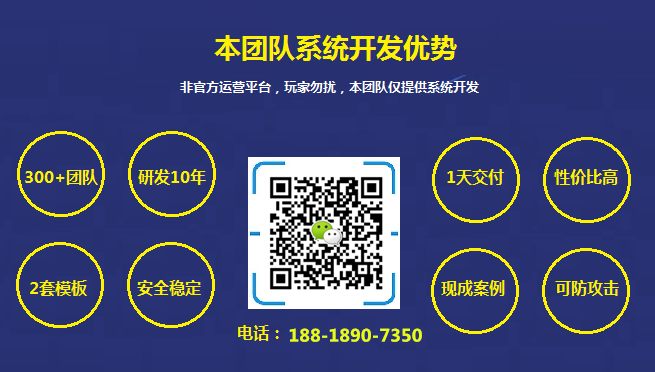 本团队系统开发优势
非官方运营平台，玩家勿扰，本团队仅提供系统开发
300+团队
研发10年
1天交付
性价比高
2套模板
安全稳定
现成案例
可防攻击
电话：188-1890-7350